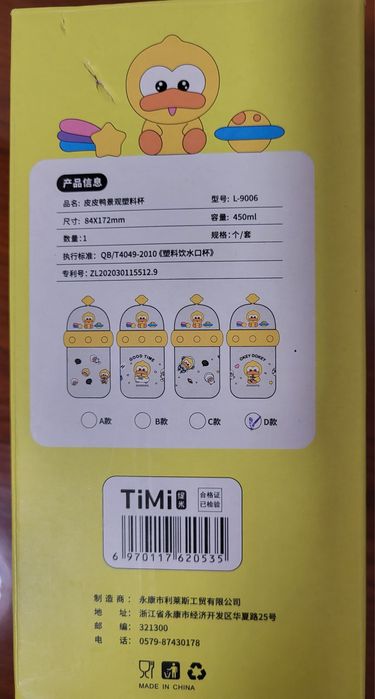 产品信息
品名: 皮皮鸭景观塑料杯 型号: L-9006
尺寸: 84X172mm 容量: 450ml
数量: 1 规格: 个/套
执行标准: QB/T4049-2010《塑料饮水口杯》
专利号: ZL202030115512.9
GOOD TIME OKEY DOKEY
A款 B款 C款 D款
TiMi 缇米 合格证 已检验
6 970117 620535
制造商: 永康市利莱斯工贸有限公司
地 址: 浙江省永康市经济开发区华夏路25号
邮 编: 321300
电 话: 0579-87430178
MADE IN CHINA